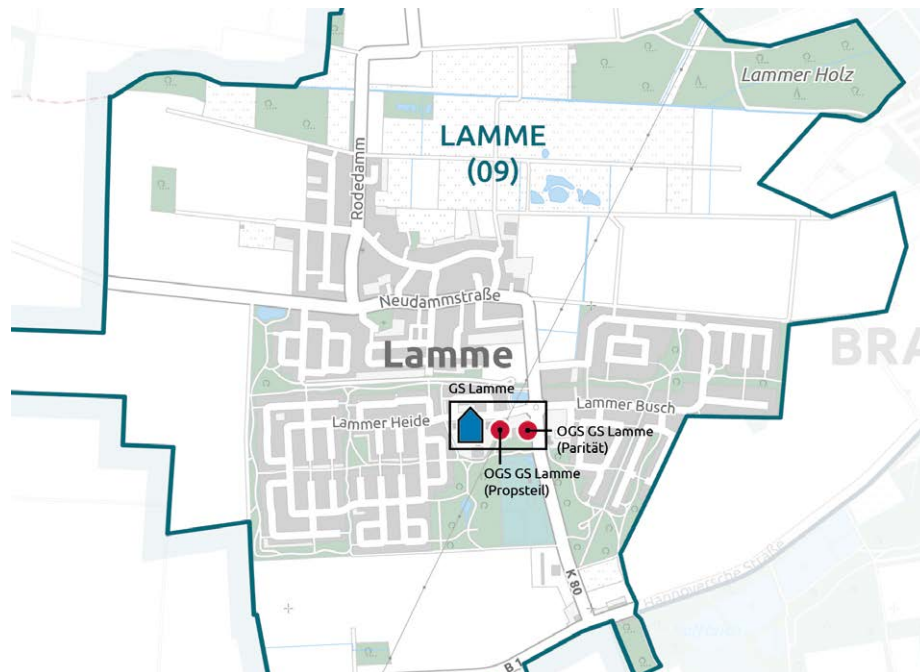 Lammer Holz
LAMME
(09)
Rodedamm
Neudammstraße
Lamme
BRA
GS Lamme
Lammer Heide
Lammer Busch
OGS GS Lamme
(Parität)
OGS GS Lamme
(Propsteil)
K 80
Hannoversche Straße
B 1